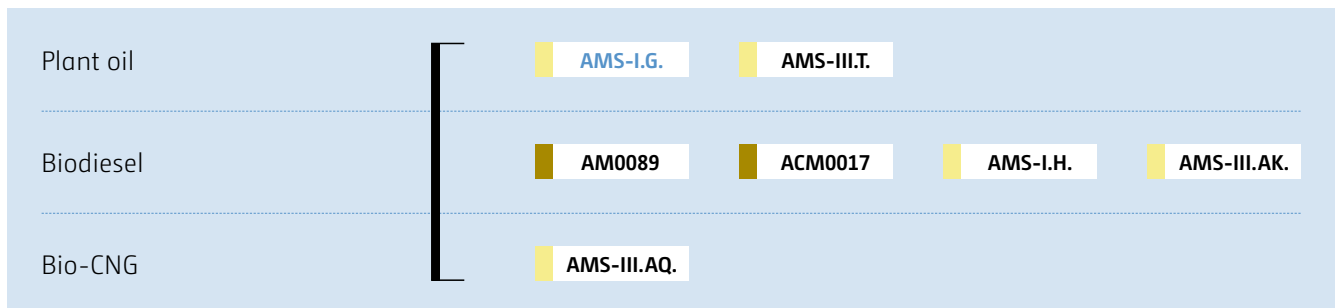 Plant oil AMS-I.G. AMS-III.T.
Biodiesel AM0089 ACM0017 AMS-I.H. AMS-III.AK.
Bio-CNG AMS-III.AQ.